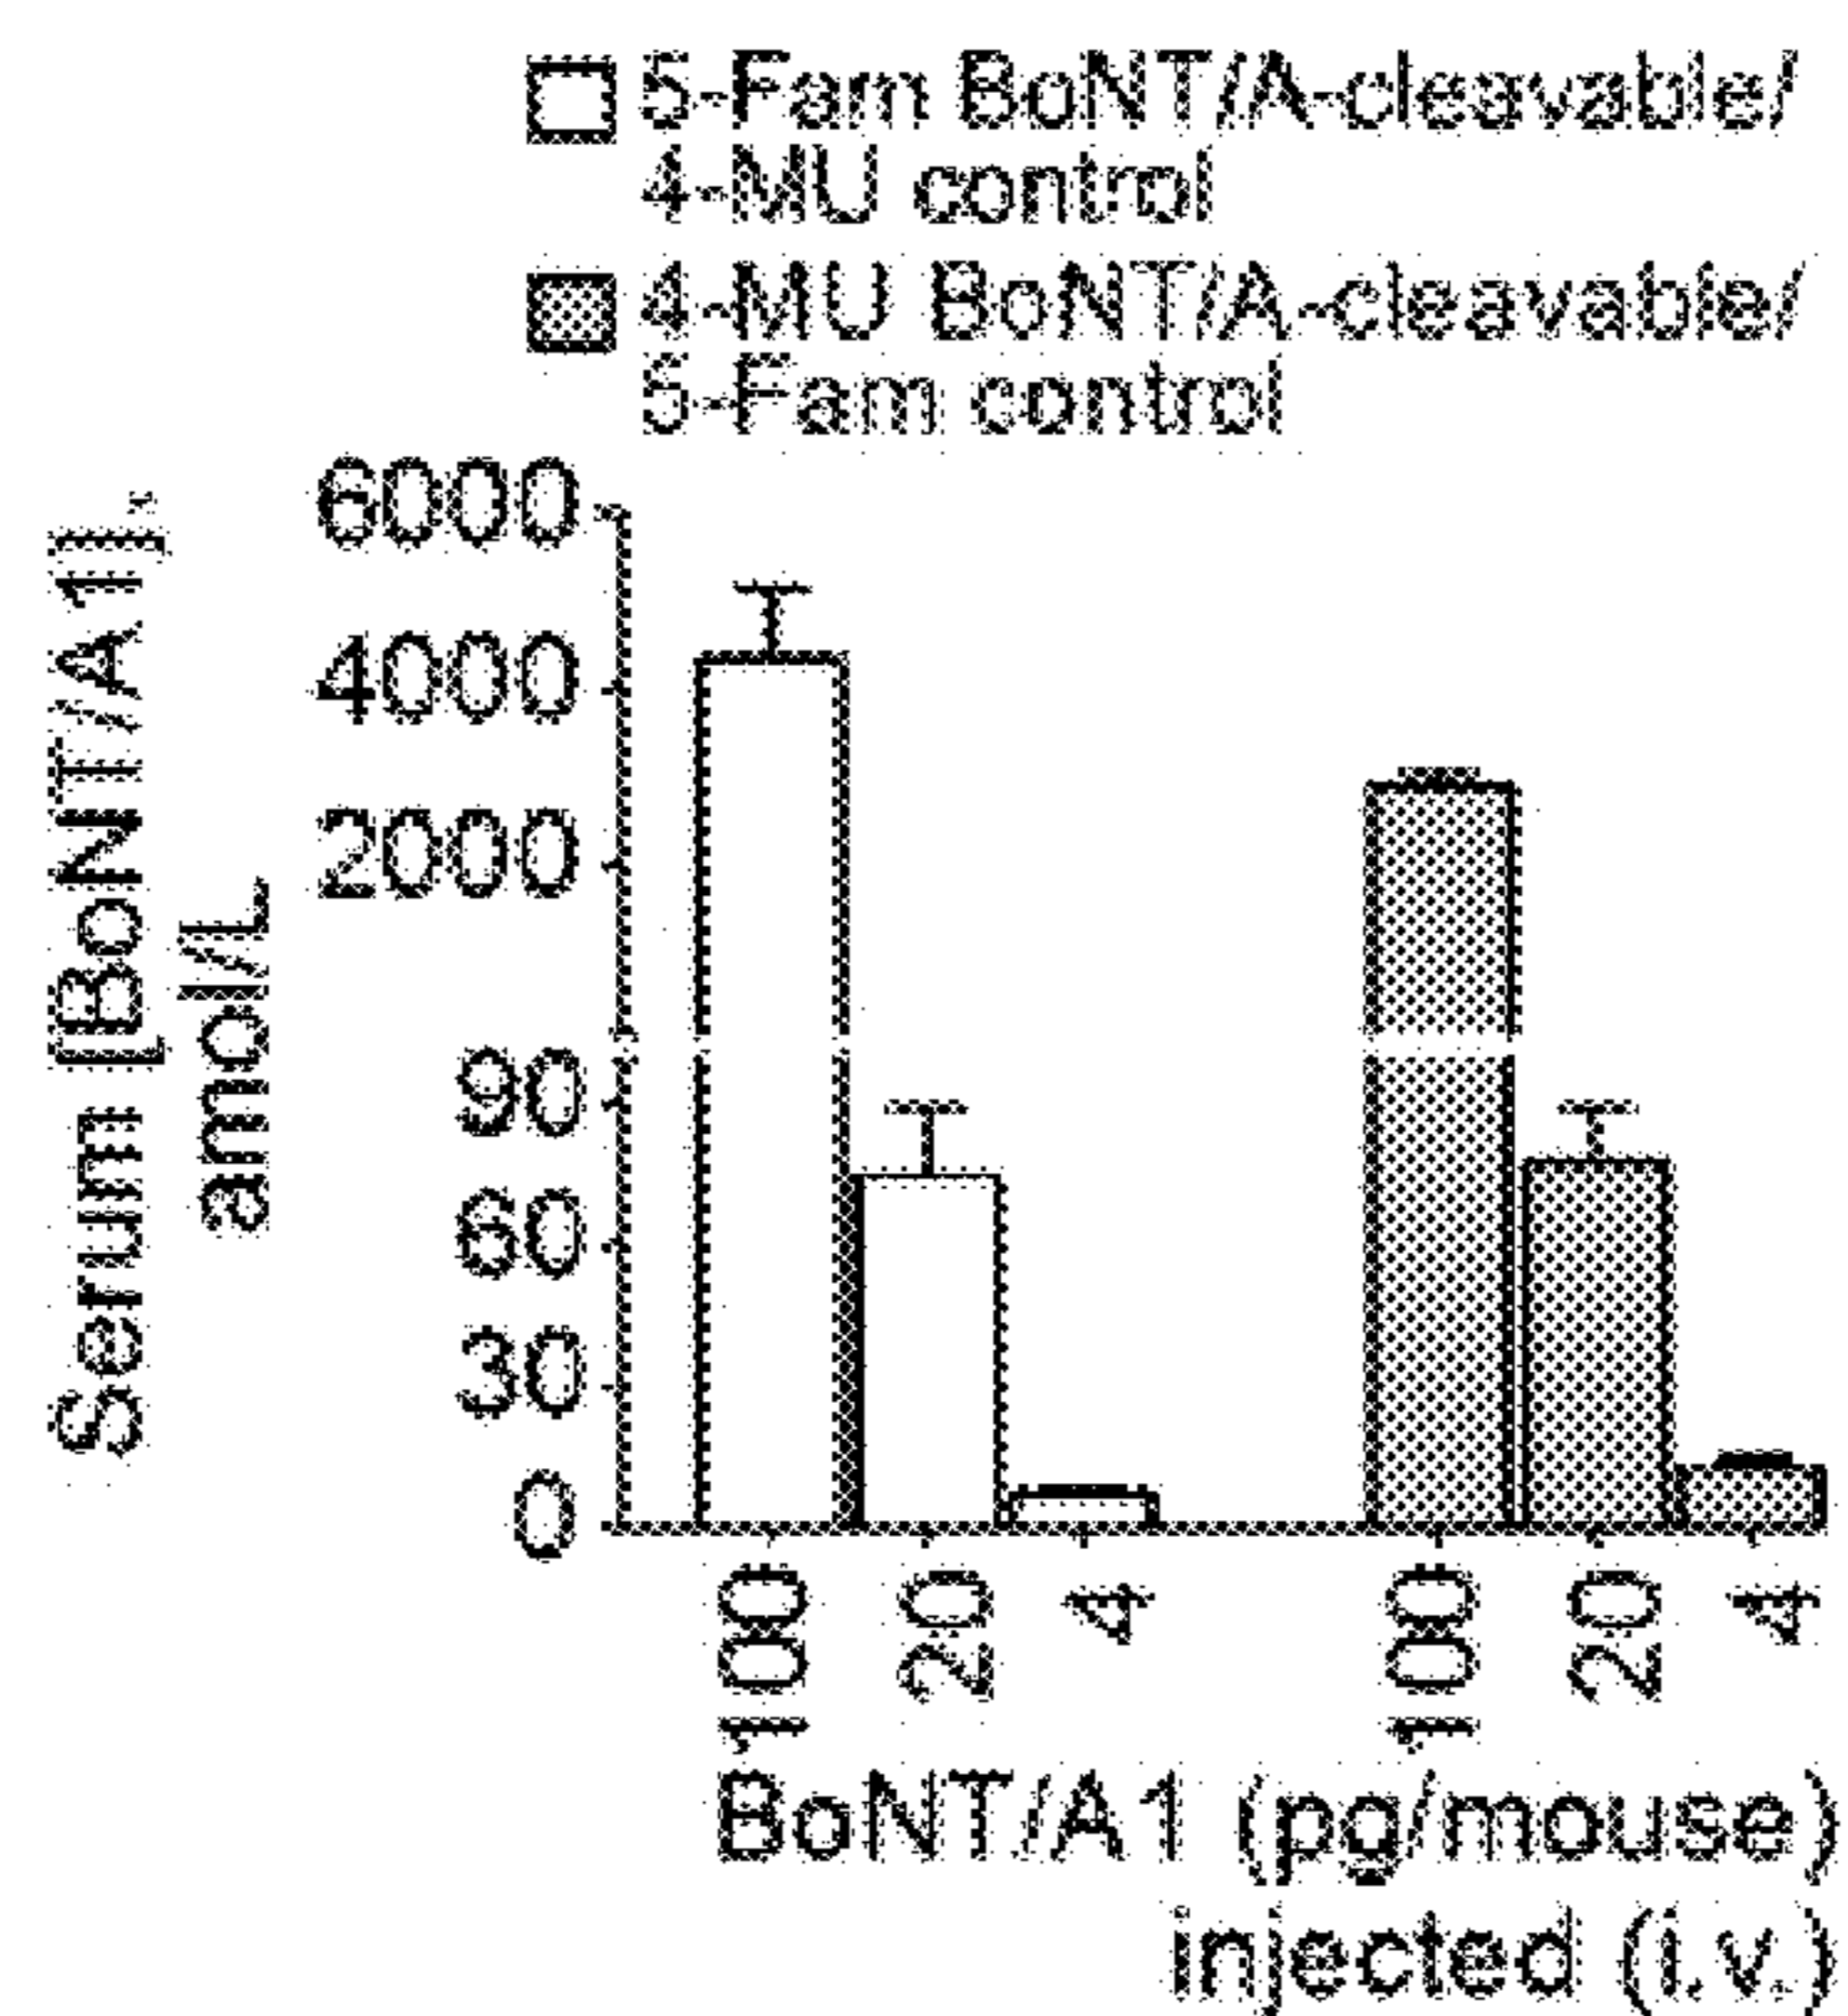 5-Fam BoNT/A-cleavable/
4-MU control
4-MU BoNT/A-cleavable/
5-Fam control
Serum [BoNT/A1],
amol/L
6000
4000
2000
90
60
30
0
100 20 4 100 20 4
BoNT/A1 (pg/mouse)
injected (i.v.)